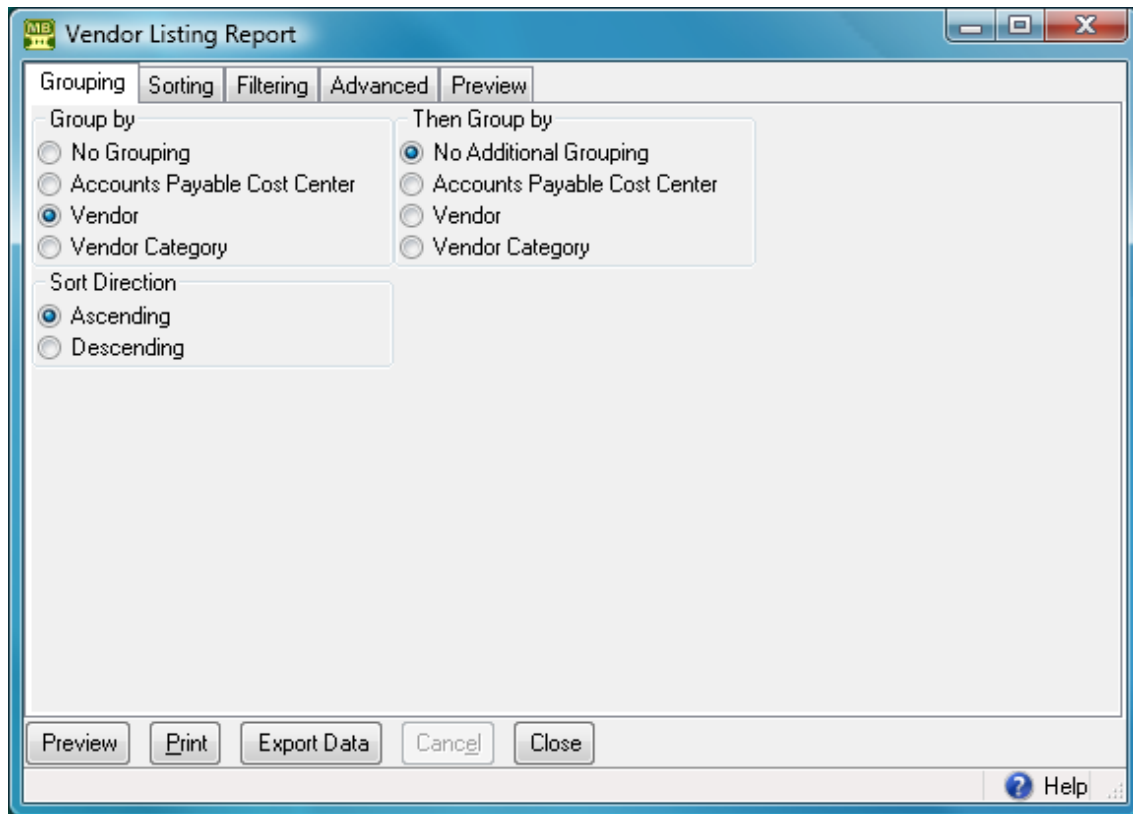 MB
Vendor Listing Report
Grouping Sorting Filtering Advanced Preview
Group by
No Grouping
Accounts Payable Cost Center
Vendor
Vendor Category
Then Group by
No Additional Grouping
Accounts Payable Cost Center
Vendor
Vendor Category
Sort Direction
Ascending
Descending
Preview Print Export Data Cancel Close
Help